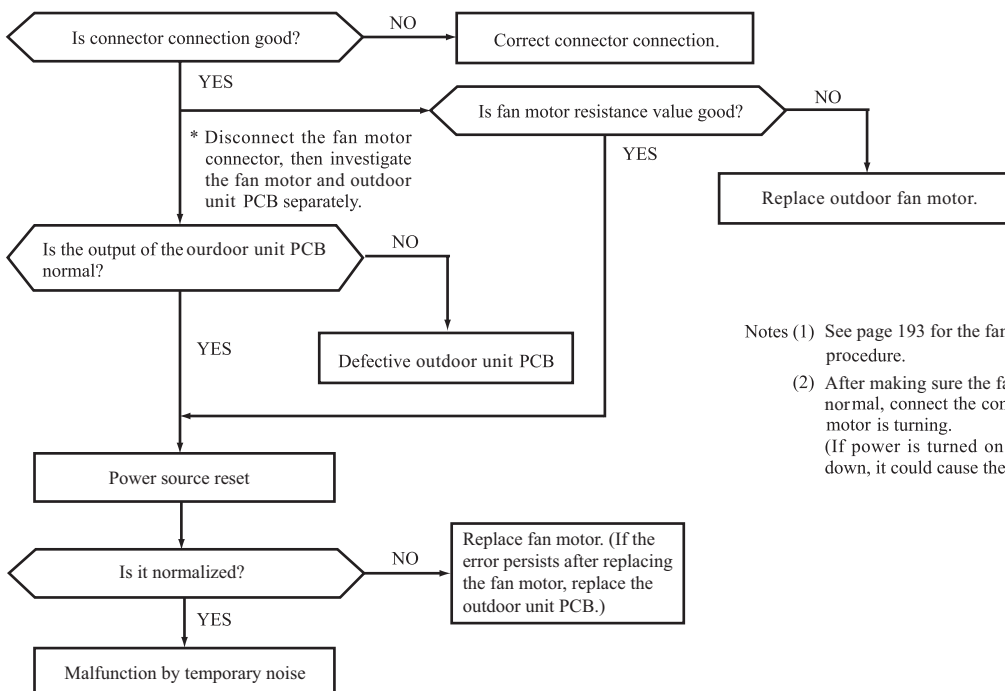 Is connector connection good?
NO
Correct connector connection.
YES
Is fan motor resistance value good?
NO
* Disconnect the fan motor
connector, then investigate
the fan motor and outdoor
unit PCB separately.
YES
Replace outdoor fan motor.
Is the output of the ourdoor unit PCB
normal?
NO
YES
Defective outdoor unit PCB
Notes (1) See page 193 for the fan
procedure.
(2) After making sure the fa
normal, connect the con
motor is turning.
(If power is turned on
down, it could cause the
Power source reset
Is it normalized?
NO
Replace fan motor. (If the
error persists after replacing
the fan motor, replace the
outdoor unit PCB.)
YES
Malfunction by temporary noise